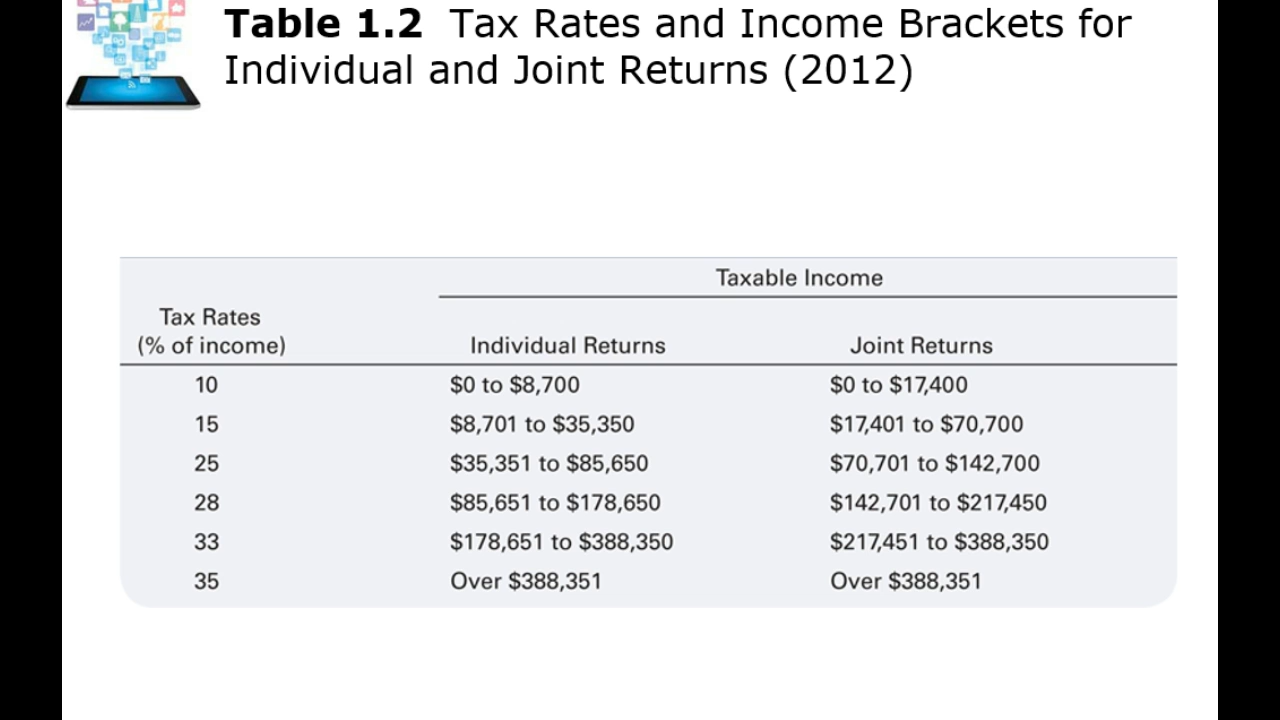 Table 1.2 Tax Rates and Income Brackets for
Individual and Joint Returns (2012)
Taxable Income
Tax Rates
(% of income) Individual Returns Joint Returns
10 $0 to $8,700 $0 to $17,400
15 $8,701 to $35,350 $17,401 to $70,700
25 $35,351 to $85,650 $70,701 to $142,700
28 $85,651 to $178,650 $142,701 to $217,450
33 $178,651 to $388,350 $217,451 to $388,350
35 Over $388,351 Over $388,351